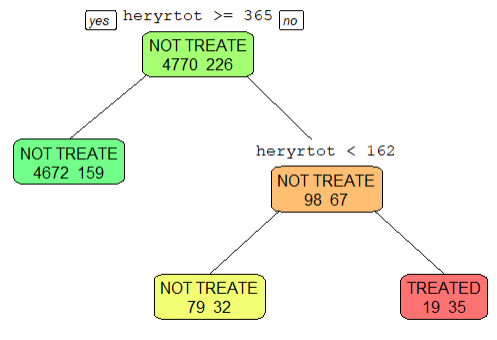 yes heryrtot >= 365 no
NOT TREATE
4770 226
NOT TREATE
4672 159
heryrtot < 162
NOT TREATE
98 67
NOT TREATE
79 32
TREATED
19 35